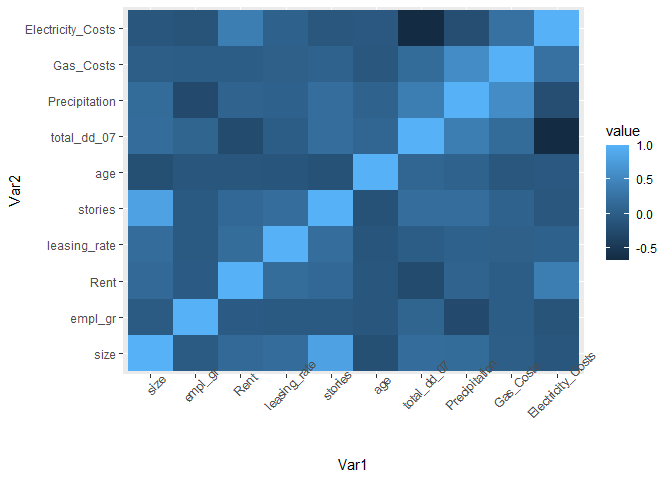 Electricity_Costs
Gas_Costs
Precipitation
total_dd_07
age
stories
leasing_rate
Rent
empl_gr
size
Var2
value
1.0
0.5
0.0
-0.5
size
empl_gr
Rent
leasing_rate
stories
age
total_dd_07
Precipitation
Gas_Costs
Electricity_Costs
Var1